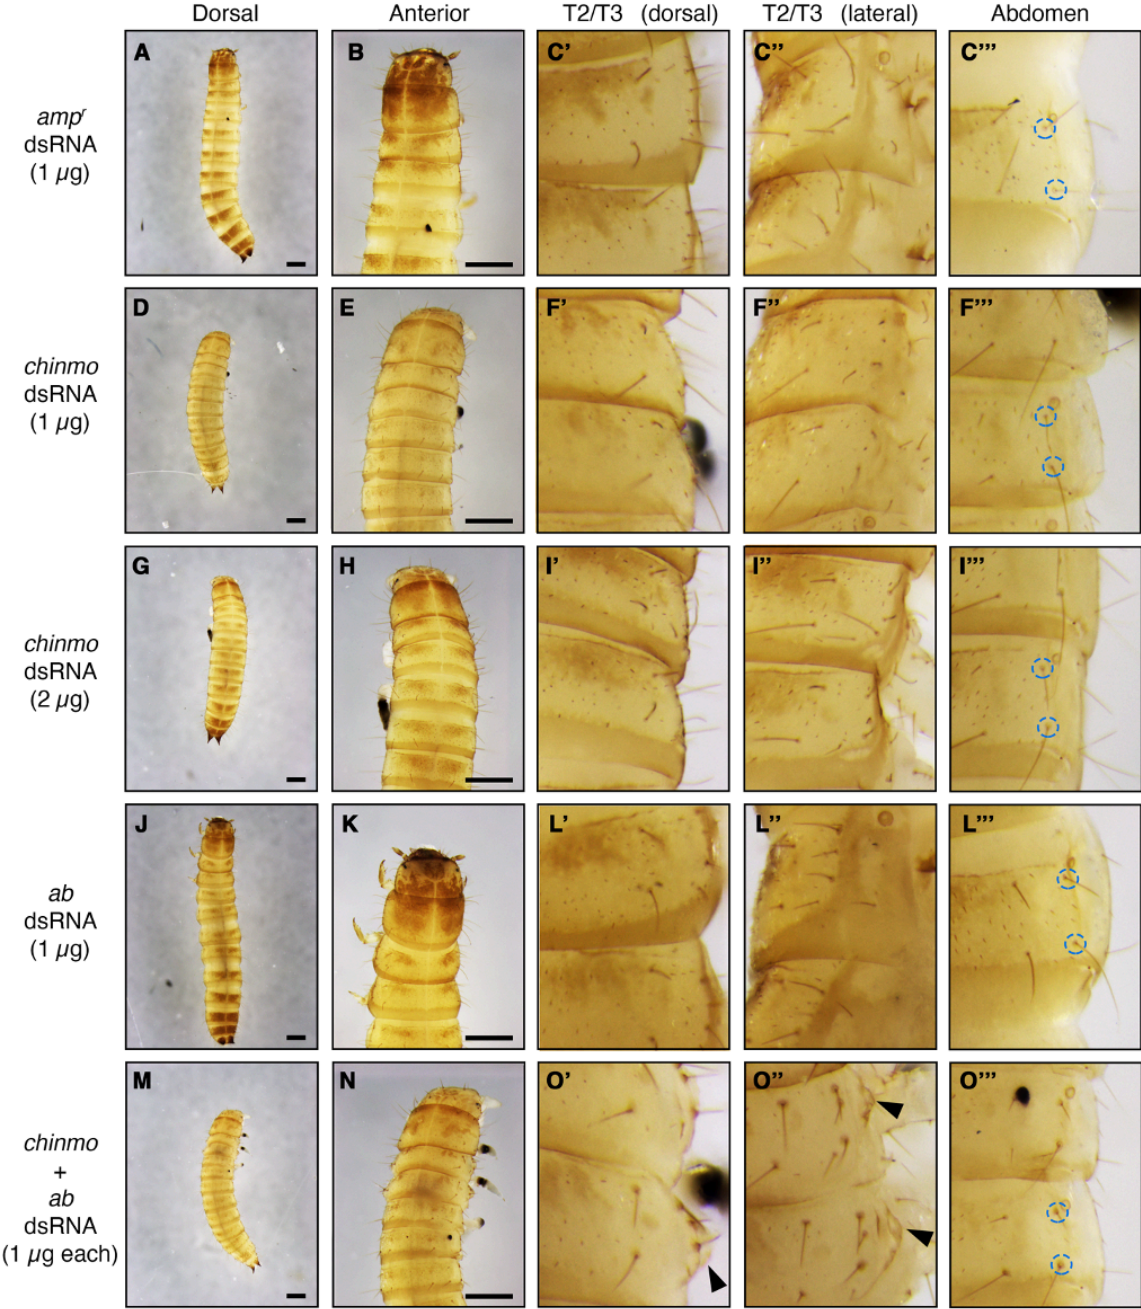 Dorsal Anterior T2/T3 (dorsal) T2/T3 (lateral) Abdomen
A B C’ C’’ C’’’
ampʳ
dsRNA
(1 µg)
D E F’ F’’ F’’’
chinmo
dsRNA
(1 µg)
G H I’ I’’ I’’’
chinmo
dsRNA
(2 µg)
J K L’ L’’ L’’’
ab
dsRNA
(1 µg)
M N O’ O’’ O’’’
chinmo
+
ab
dsRNA
(1 µg each)